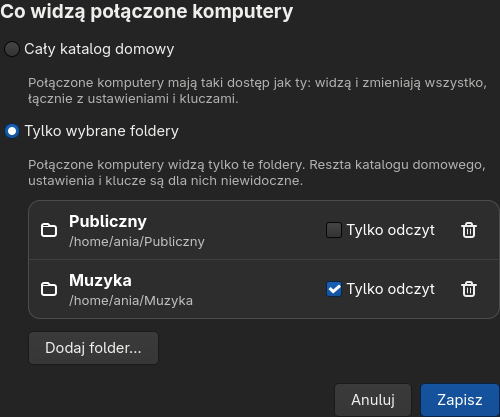 Co widzą połączone komputery
Cały katalog domowy
Połączone komputery mają taki dostęp jak ty: widzą i zmieniają wszystko,
łącznie z ustawieniami i kluczami.
Tylko wybrane foldery
Połączone komputery widzą tylko te foldery. Reszta katalogu domowego,
ustawienia i klucze są dla nich niewidoczne.
Publiczny
/home/ania/Publiczny
Tylko odczyt
Muzyka
/home/ania/Muzyka
Tylko odczyt
Dodaj folder...
Anuluj
Zapisz